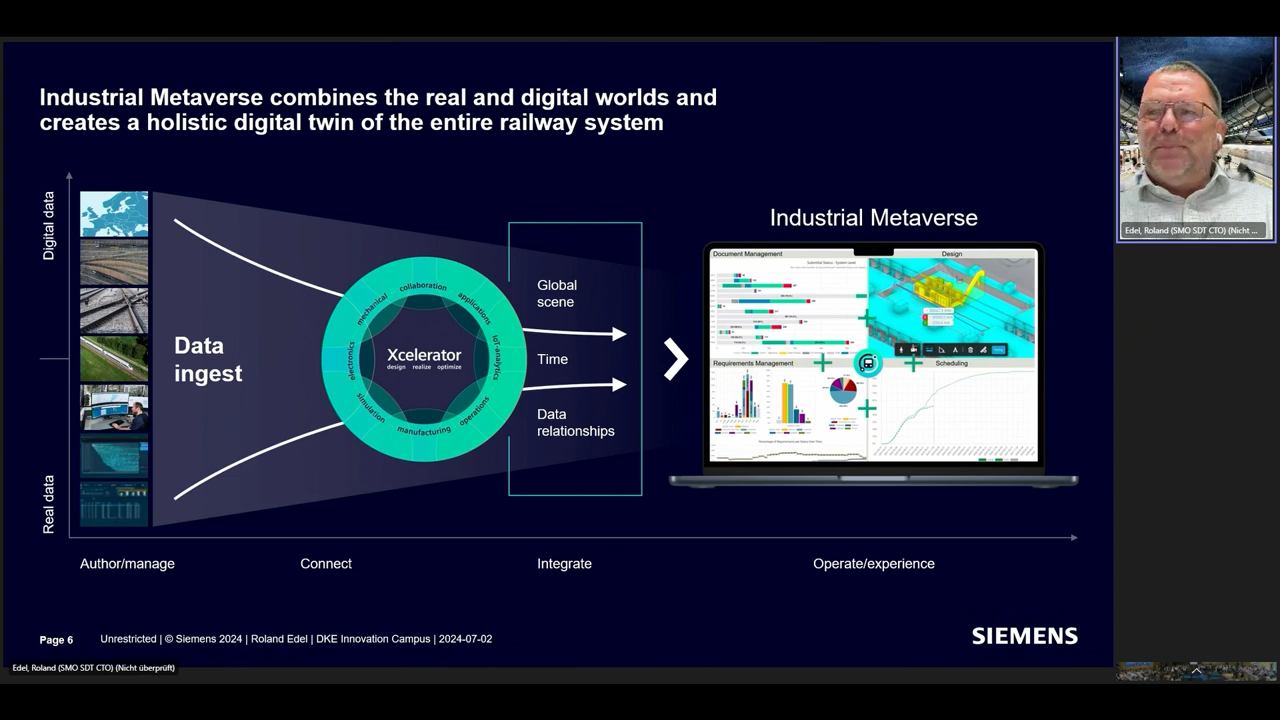 Industrial Metaverse combines the real and digital worlds and
creates a holistic digital twin of the entire railway system
Digital data
Real data
Data
ingest
collaboration
applications
IoT analytics
operations
manufacturing
simulation
electronics
mechanical
Xcelerator
design realize optimize
Global
scene
Time
Data
relationships
Industrial Metaverse
Document Management
Design
Requirements Management
Scheduling
Author/manage
Connect
Integrate
Operate/experience
Page 6
Unrestricted | © Siemens 2024 | Roland Edel | DKE Innovation Campus | 2024-07-02
SIEMENS
Edel, Roland (SMO SDT CTO) (Nicht überprüft)
Edel, Roland (SMO SDT CTO) (Nicht ...